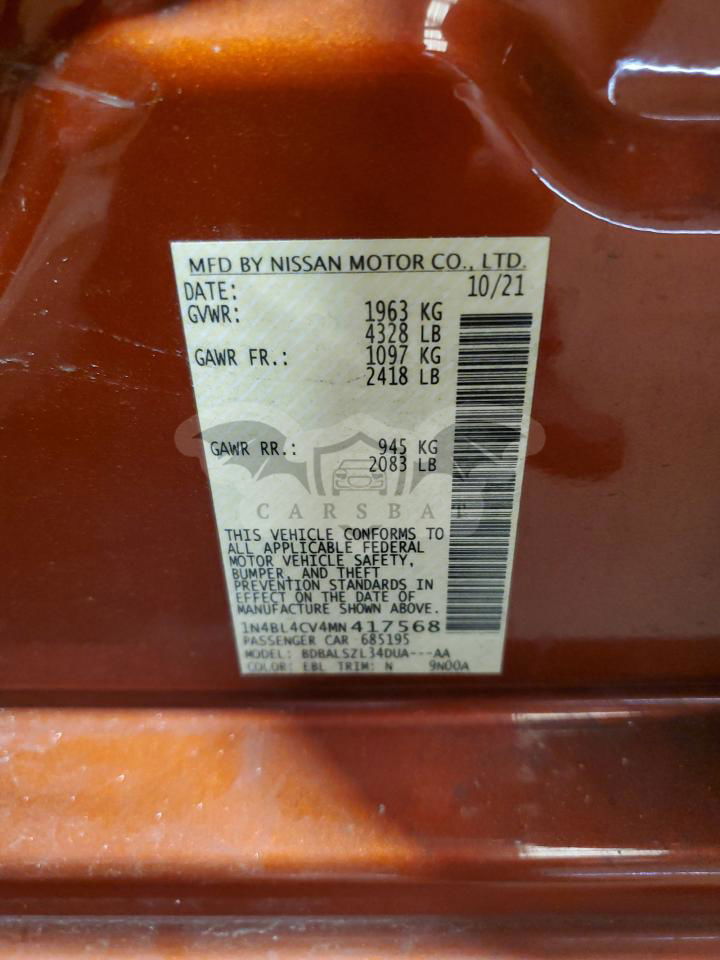 MFD BY NISSAN MOTOR CO., LTD.
DATE: 10/21
GVWR: 1963 KG
4328 LB
GAWR FR.: 1097 KG
2418 LB
GAWR RR.: 945 KG
2083 LB
CARSBAT
THIS VEHICLE CONFORMS TO
ALL APPLICABLE FEDERAL
MOTOR VEHICLE SAFETY,
BUMPER, AND THEFT
PREVENTION STANDARDS IN
EFFECT ON THE DATE OF
MANUFACTURE SHOWN ABOVE.
1N4BL4CV4MN417568
PASSENGER CAR 685195
MODEL: BDBALSZL34DUA---AA
COLOR: EBL TRIM: N 9N00A